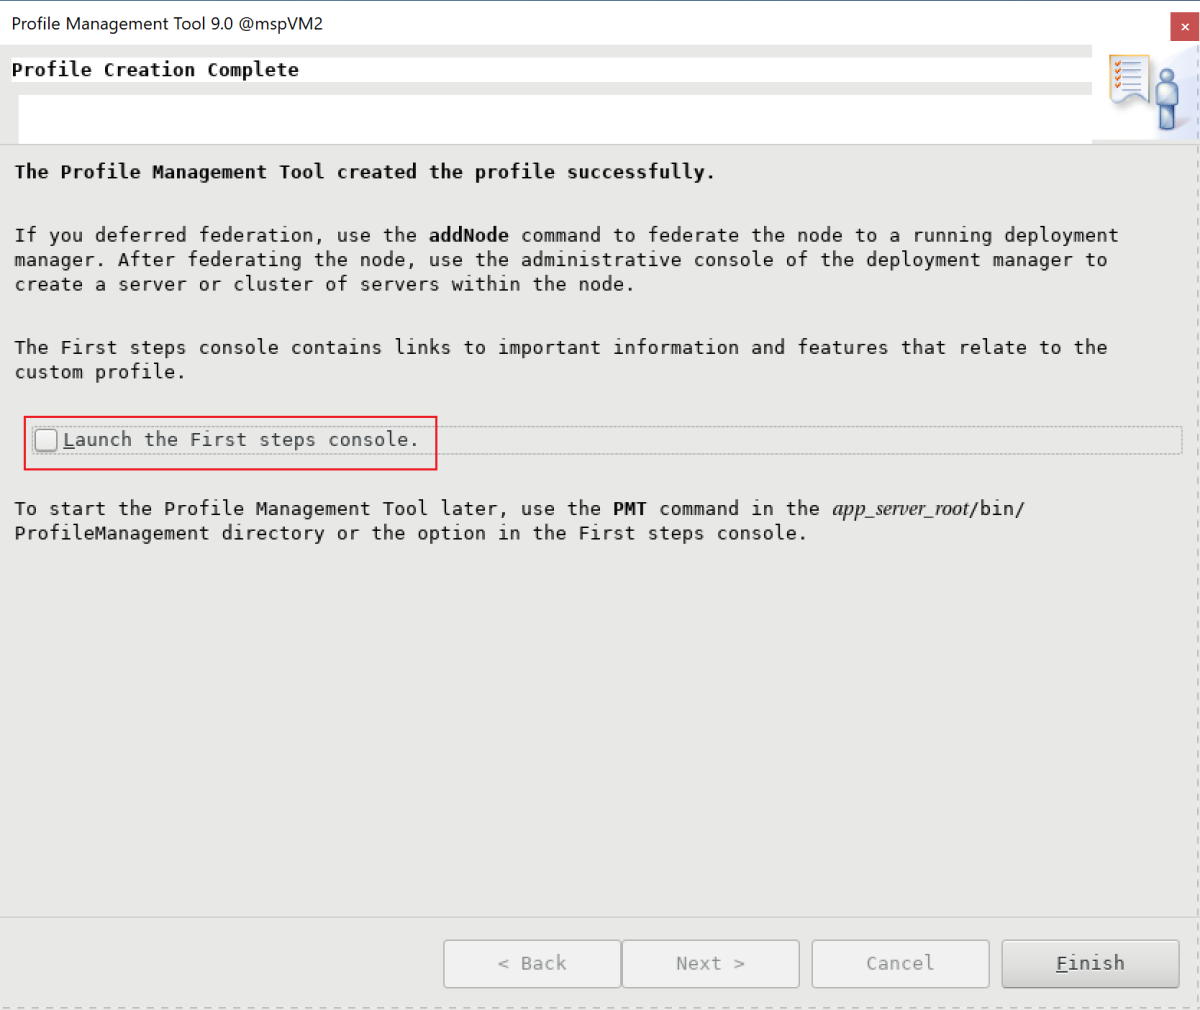 Profile Management Tool 9.0 @mspVM2
Profile Creation Complete
The Profile Management Tool created the profile successfully.
If you deferred federation, use the addNode command to federate the node to a running deployment
manager. After federating the node, use the administrative console of the deployment manager to
create a server or cluster of servers within the node.
The First steps console contains links to important information and features that relate to the
custom profile.
Launch the First steps console.
To start the Profile Management Tool later, use the PMT command in the app_server_root/bin/
ProfileManagement directory or the option in the First steps console.
< Back Next > Cancel Finish